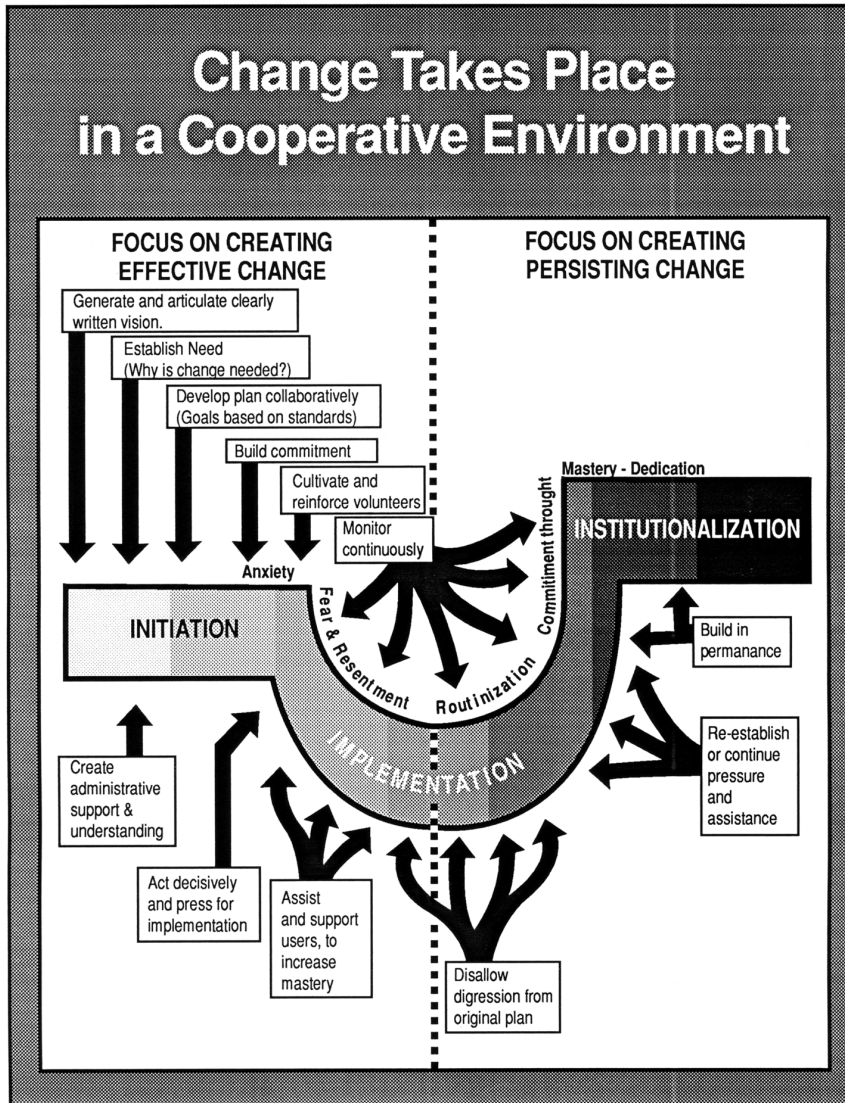 Change Takes Place
in a Cooperative Environment
FOCUS ON CREATING
EFFECTIVE CHANGE
Generate and articulate clearly
written vision.
Establish Need
(Why is change needed?)
Develop plan collaboratively
(Goals based on standards)
Build commitment
Cultivate and
reinforce volunteers
Monitor
continuously
Anxiety
INITIATION
Fear & Resentment
IMPLEMENTATION
Create
administrative
support &
understanding
Act decisively
and press for
implementation
Assist
and support
users, to
increase
mastery
FOCUS ON CREATING
PERSISTING CHANGE
Mastery - Dedication
INSTITUTIONALIZATION
Commitiment throught
Routinization
Build in
permanance
Re-establish
or continue
pressure
and
assistance
Disallow
digression from
original plan